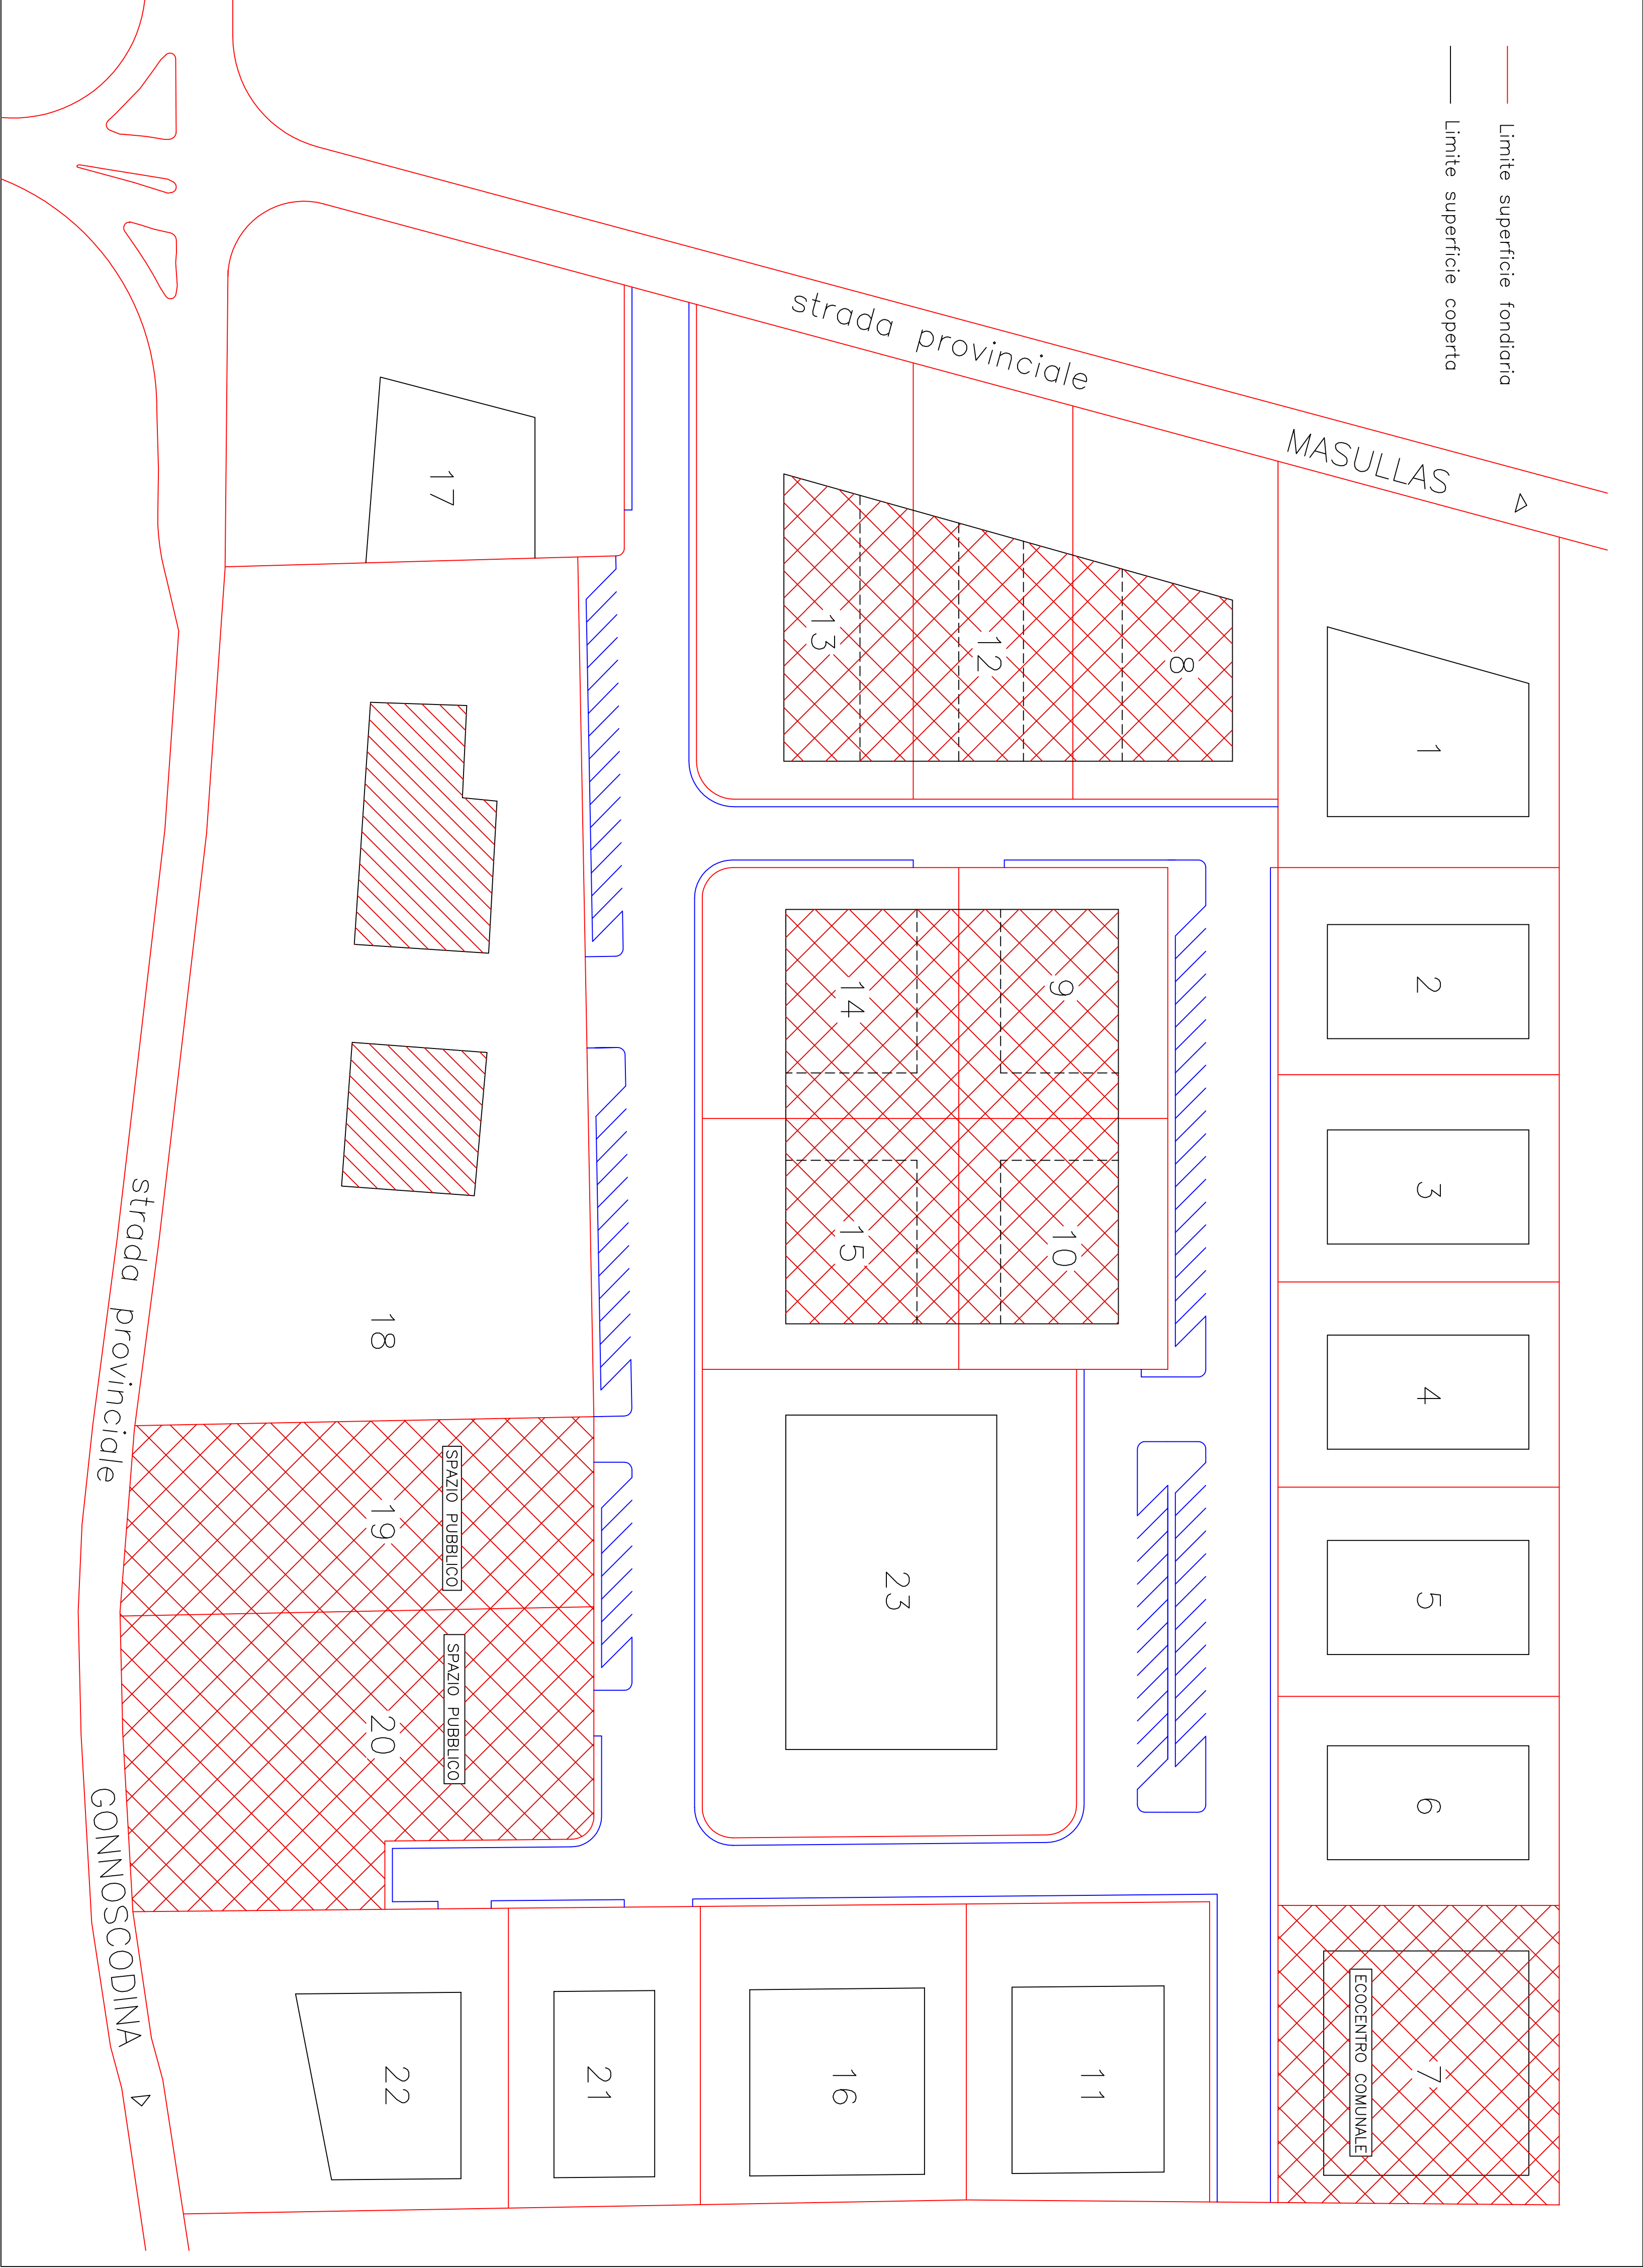 Limite superficie fondiaria
Limite superficie coperta
strada provinciale
MASULLAS
1
2
3
4
5
6
7
ECOCENTRO COMUNALE
8
12
13
9
10
14
15
23
11
16
21
22
17
18
19
SPAZIO PUBBLICO
20
SPAZIO PUBBLICO
strada provinciale
GONNOSCODINA